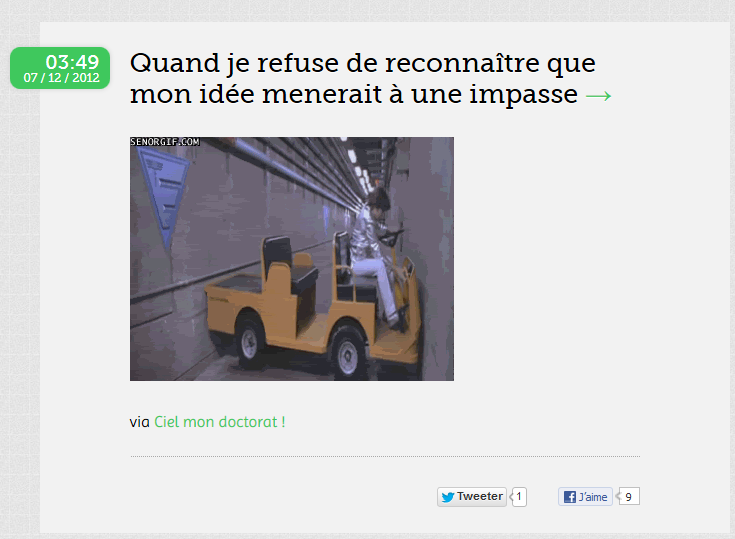 03:49
07 / 12 / 2012
Quand je refuse de reconnaître que
mon idée menerait à une impasse →
SENORGIF.COM
via Ciel mon doctorat !
Tweeter 1
J'aime 9